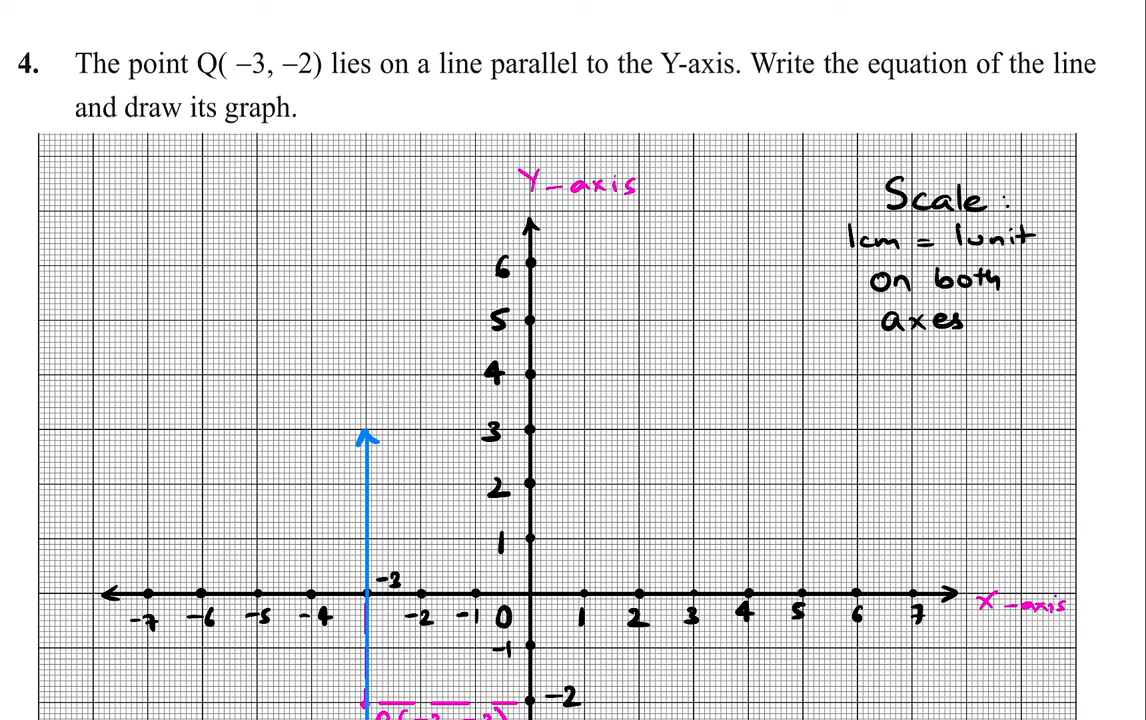 4. The point Q( –3, –2) lies on a line parallel to the Y-axis. Write the equation of the line
and draw its graph.
Y-axis
Scale:
1cm = 1unit
on both
axes
6
5
4
3
2
1
-3
-7 -6 -5 -4 -2 -1 0 1 2 3 4 5 6 7
X-axis
-1
-2
Q(-3, -2)